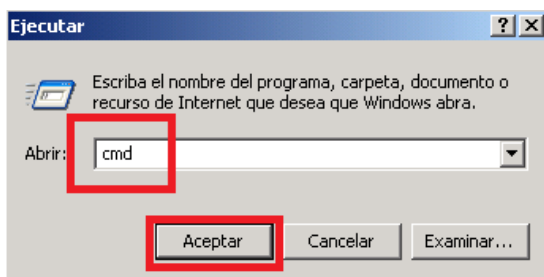 Ejecutar
Escriba el nombre del programa, carpeta, documento o
recurso de Internet que desea que Windows abra.
Abrir: cmd
Aceptar Cancelar Examinar...